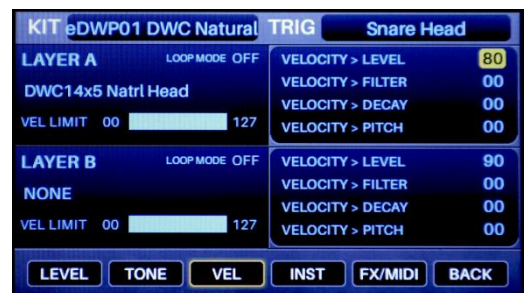 KIT eDWP01 DWC Natural TRIG Snare Head
LAYER A LOOP MODE OFF
DWC14x5 Natrl Head
VEL LIMIT 00 127
VELOCITY > LEVEL 80
VELOCITY > FILTER 00
VELOCITY > DECAY 00
VELOCITY > PITCH 00
LAYER B LOOP MODE OFF
NONE
VEL LIMIT 00 127
VELOCITY > LEVEL 90
VELOCITY > FILTER 00
VELOCITY > DECAY 00
VELOCITY > PITCH 00
LEVEL TONE VEL INST FX/MIDI BACK